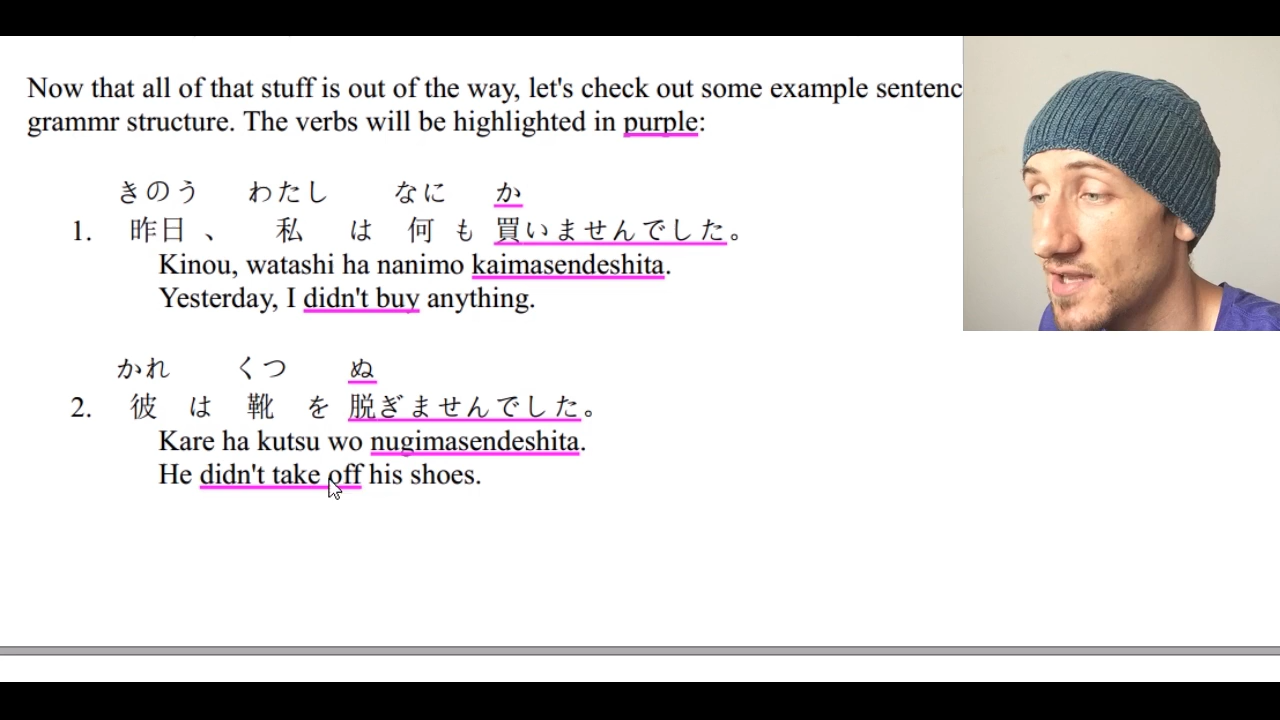 Now that all of that stuff is out of the way, let's check out some example sentenc
grammr structure. The verbs will be highlighted in purple:
きのう わたし なに か
1. 昨日、 私 は 何 も 買いませんでした。
Kinou, watashi ha nanimo kaimasendeshita.
Yesterday, I didn't buy anything.
かれ くつ ぬ
2. 彼 は 靴 を 脱ぎませんでした。
Kare ha kutsu wo nugimasendeshita.
He didn't take off his shoes.